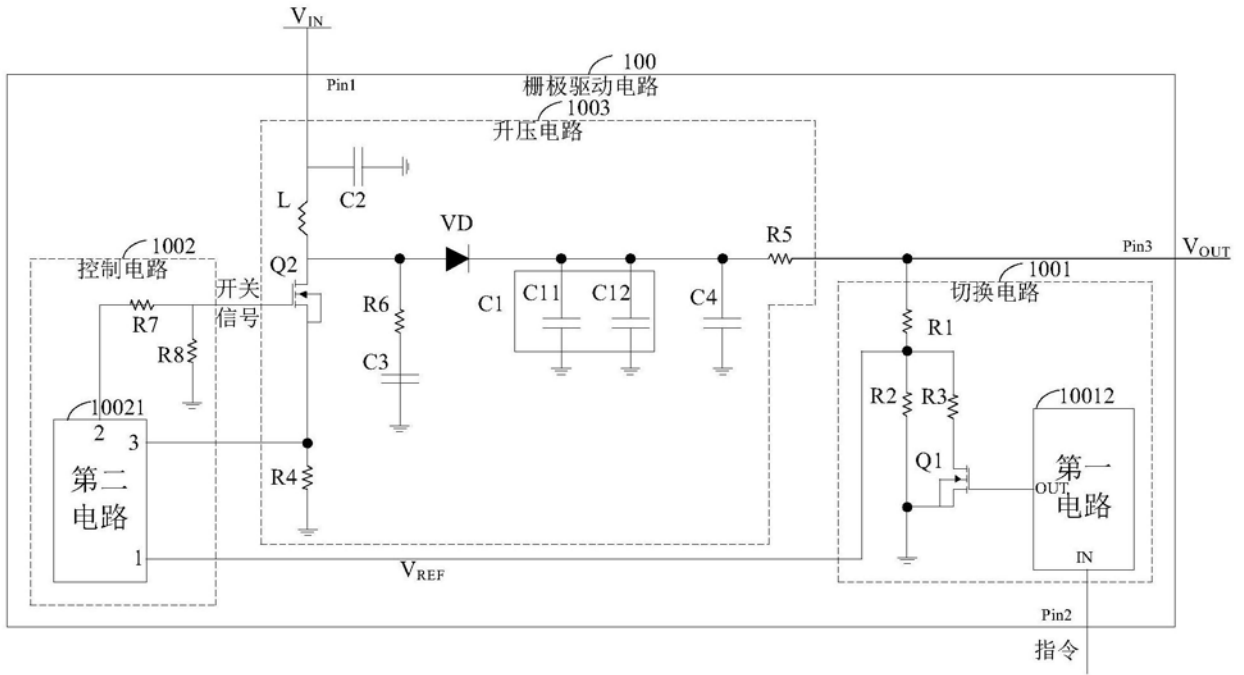 V_IN
100
Pin1
栅极驱动电路
1003
升压电路
C2
L
VD
R5
Pin3
V_OUT
1002
控制电路
Q2
1001
切换电路
开关
信号
R7
R8
R6
C1
C11
C12
C4
R1
C3
R2
R3
10012
10021
2
3
第二
电路
1
R4
Q1
OUT
第一
电路
IN
V_REF
Pin2
指令